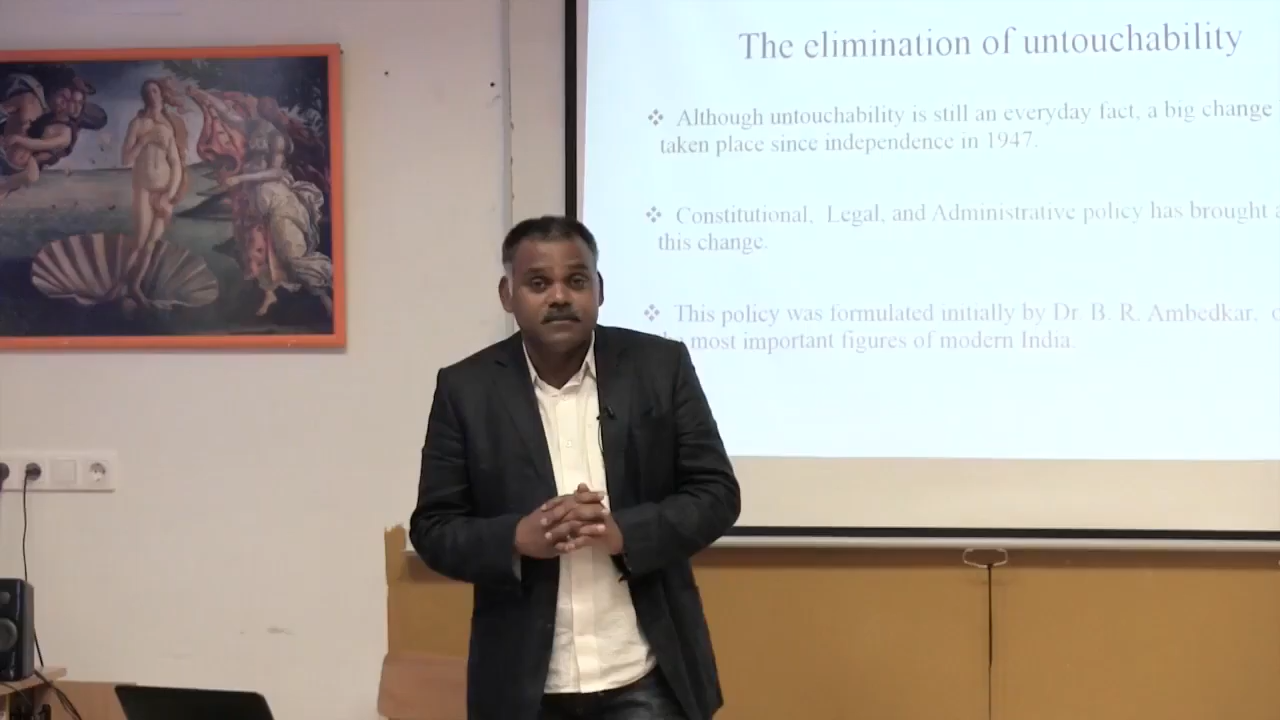 The elimination of untouchability
❖ Although untouchability is still an everyday fact, a big change
taken place since independence in 1947.
❖ Constitutional, Legal, and Administrative policy has brought
this change.
❖ This policy was formulated initially by Dr. B. R. Ambedkar,
most important figures of modern India.